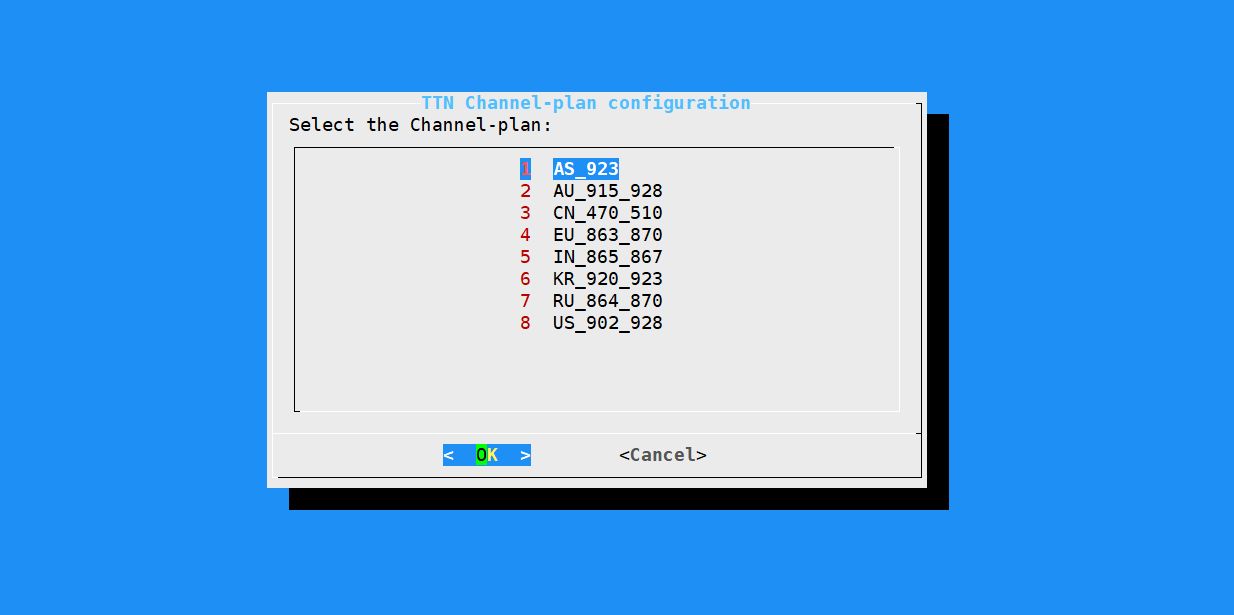 TTN Channel-plan configuration
Select the Channel-plan:
1 AS_923
2 AU_915_928
3 CN_470_510
4 EU_863_870
5 IN_865_867
6 KR_920_923
7 RU_864_870
8 US_902_928
<  OK  > <Cancel>